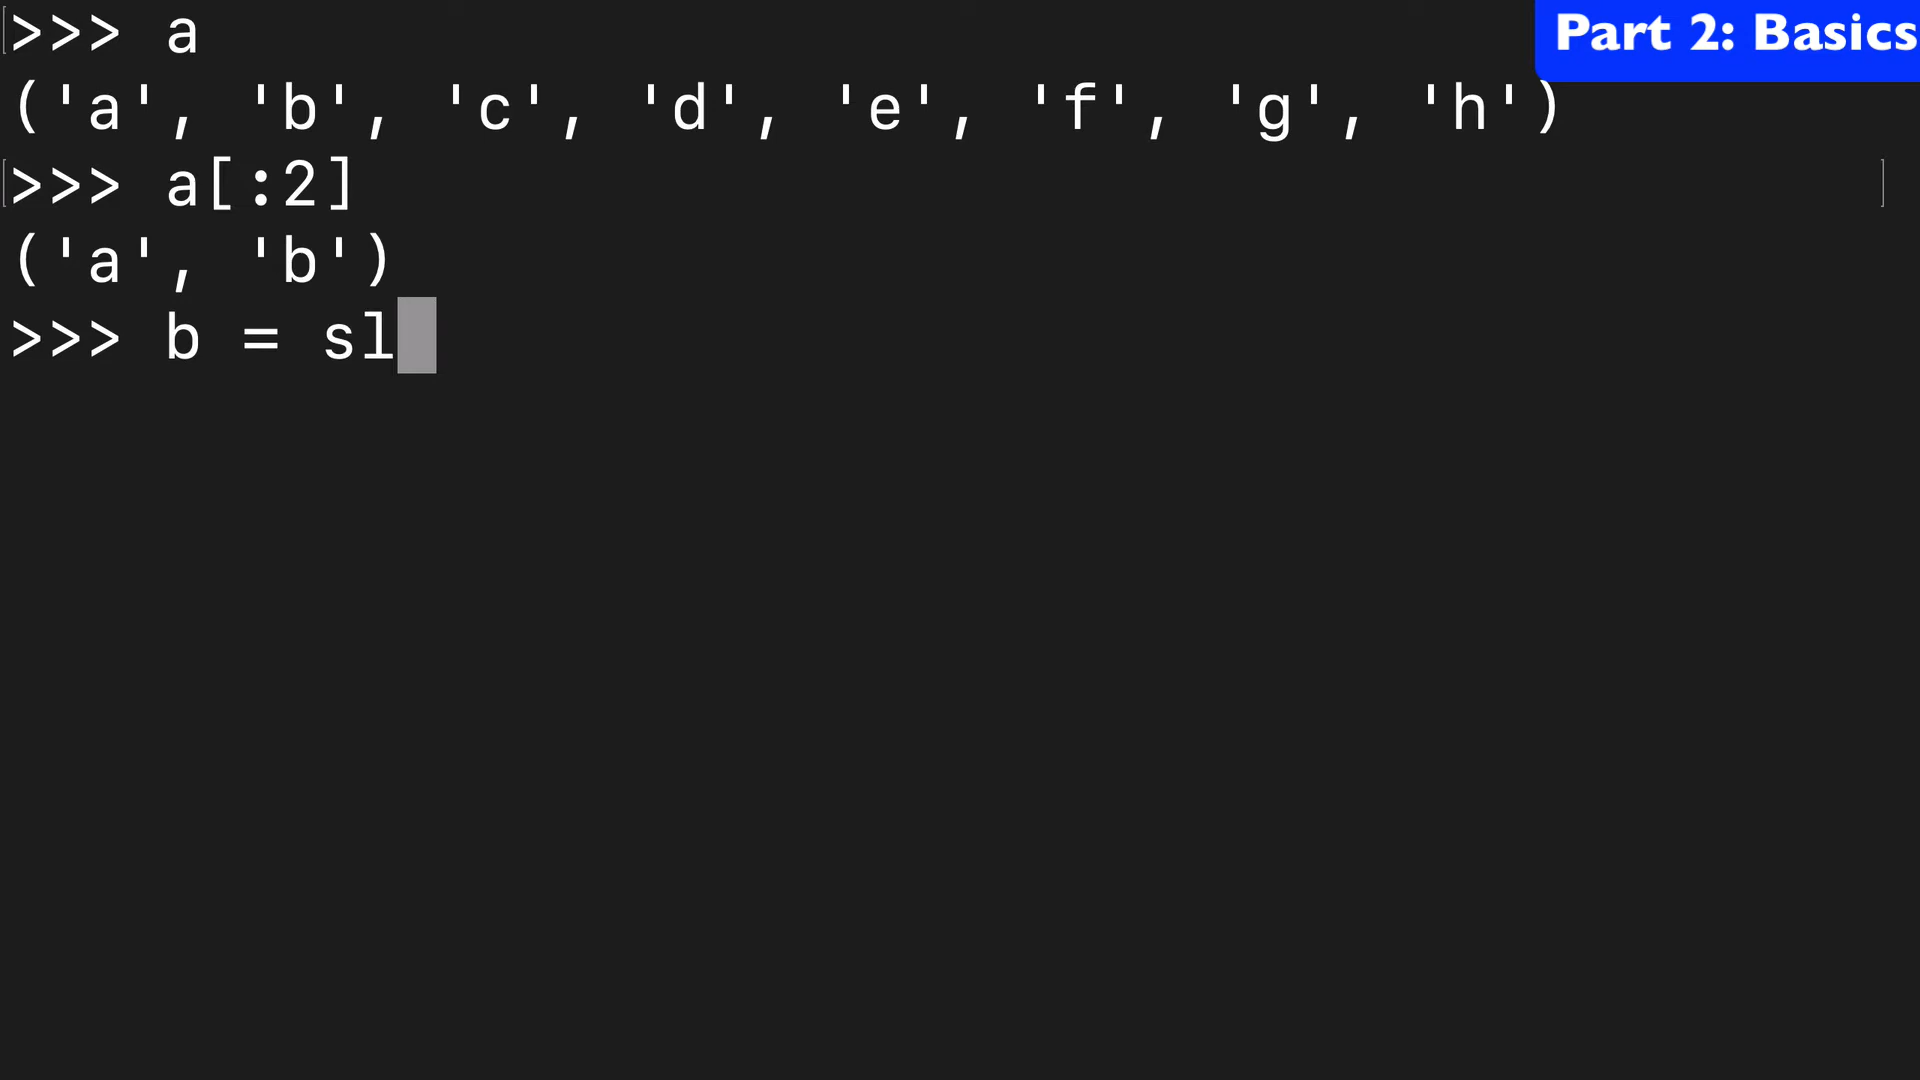 >>> a
Part 2: Basics
('a', 'b', 'c', 'd', 'e', 'f', 'g', 'h')
>>> a[:2]
('a', 'b')
>>> b = sl